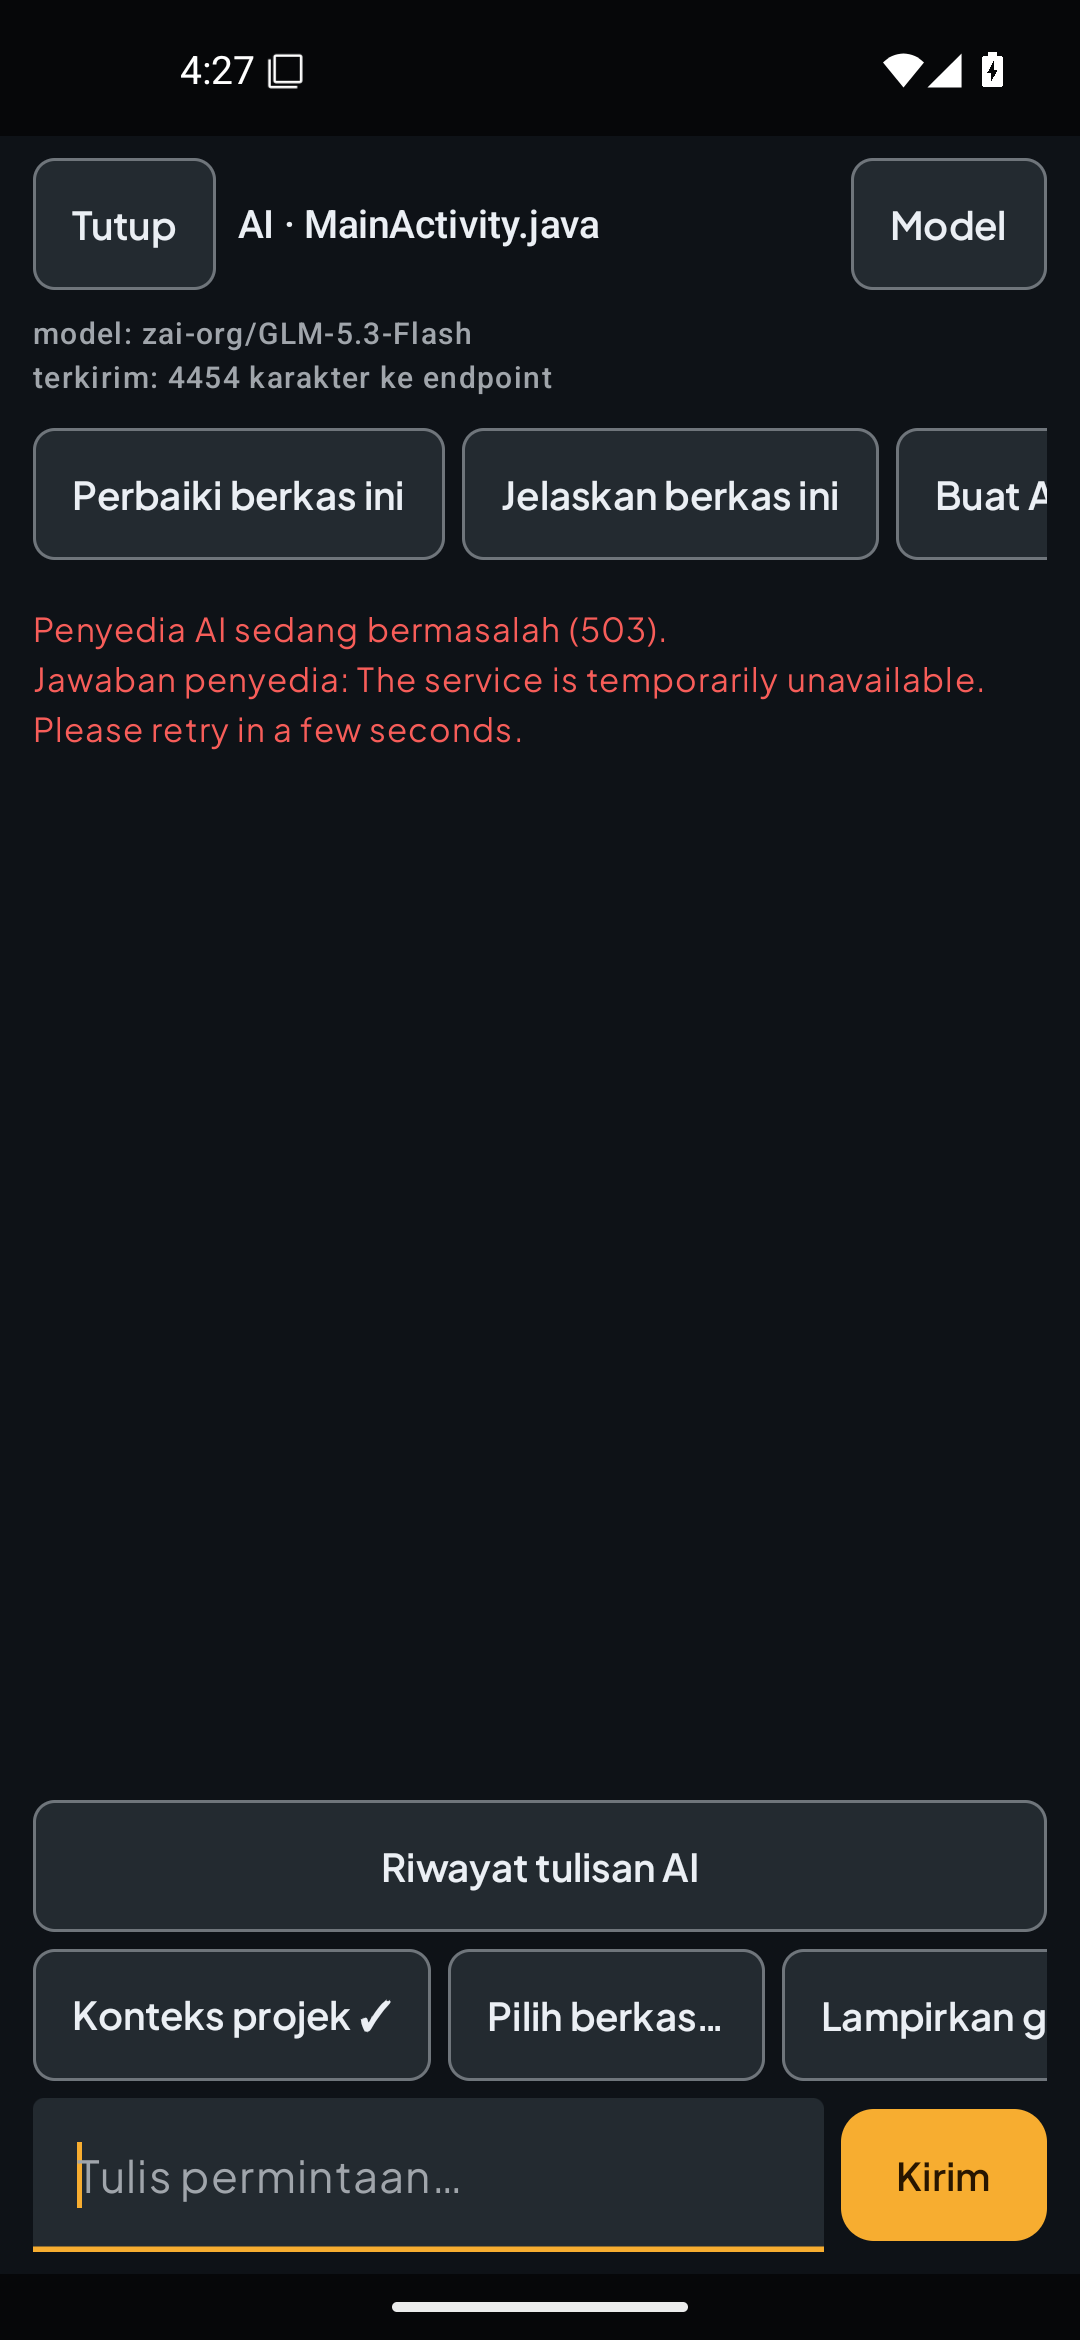 4:27
Tutup
AI · MainActivity.java
Model
model: zai-org/GLM-5.3-Flash
terkirim: 4454 karakter ke endpoint
Perbaiki berkas ini
Jelaskan berkas ini
Buat A
Penyedia AI sedang bermasalah (503).
Jawaban penyedia: The service is temporarily unavailable.
Please retry in a few seconds.
Riwayat tulisan AI
Konteks projek ✓
Pilih berkas…
Lampirkan g
Tulis permintaan…
Kirim